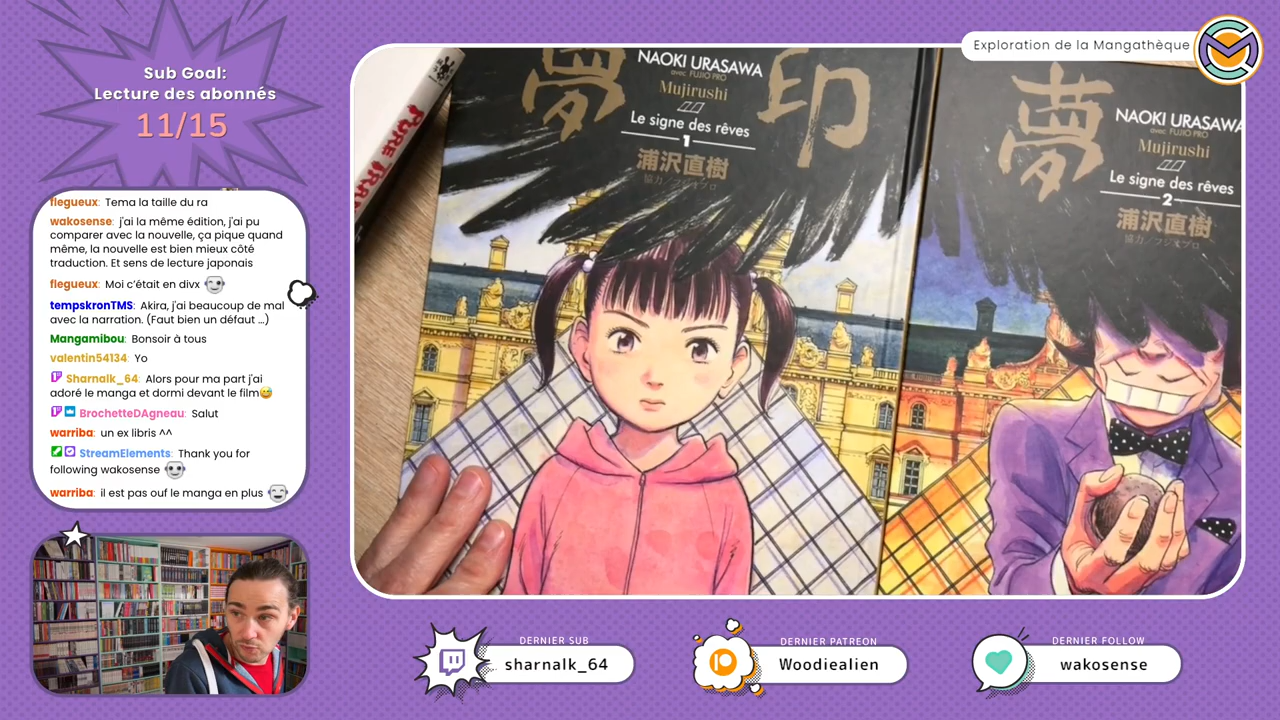 Sub Goal:
Lecture des abonnés
11/15
flegueux: Tema la taille du ra
wakosense: j'ai la même édition, j'ai pu
comparer avec la nouvelle, ça pique quand
même, la nouvelle est bien mieux côté
traduction. Et sens de lecture japonais
flegueux: Moi c'était en divx
tempskronTMS: Akira, j'ai beaucoup de mal
avec la narration. (Faut bien un défaut ...)
Mangamibou: Bonsoir à tous
valentin54134: Yo
Sharnalk_64: Alors pour ma part j'ai
adoré le manga et dormi devant le film
BrochetteDAgneau: Salut
warriba: un ex libris ^^
StreamElements: Thank you for
following wakosense
warriba: il est pas ouf le manga en plus
Exploration de la Mangathèque
PURE TRA
夢印
NAOKI URASAWA
avec FUJIO PRO
Mujirushi
Le signe des rêves
1
浦沢直樹
協力/フジオプロ
夢
NAOKI URASAWA
avec FUJIO PRO
Mujirushi
Le signe des rêves
2
浦沢直樹
協力/フジオプロ
DERNIER SUB
sharnalk_64
DERNIER PATREON
Woodiealien
DERNIER FOLLOW
wakosense